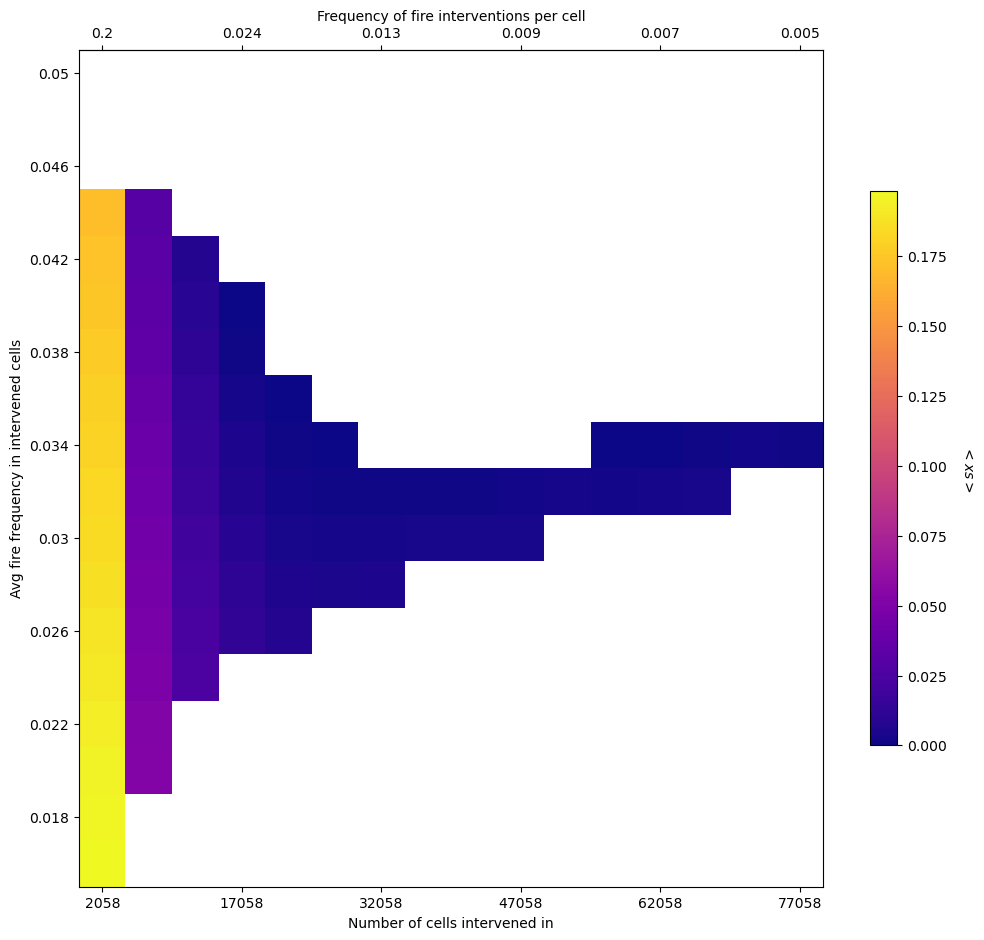 Frequency of fire interventions per cell
0.2 0.024 0.013 0.009 0.007 0.005
Avg fire frequency in intervened cells
0.05
0.046
0.042
0.038
0.034
0.03
0.026
0.022
0.018
2058 17058 32058 47058 62058 77058
Number of cells intervened in
0.175
0.150
0.125
0.100
0.075
0.050
0.025
0.000
< sx >